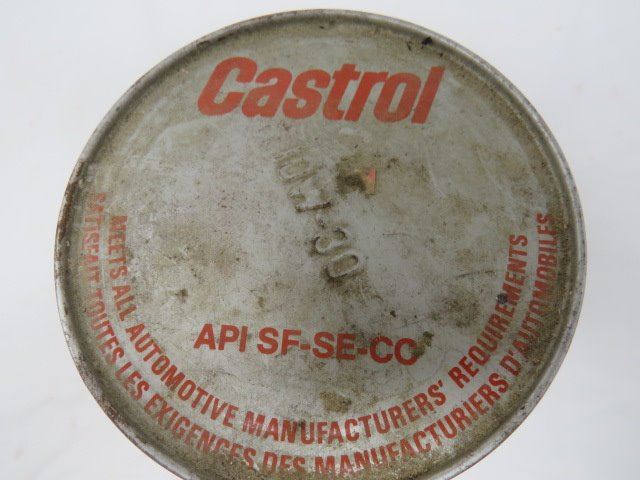 Castrol
10W-30
API SF-SE-CC
MEETS ALL AUTOMOTIVE MANUFACTURERS' REQUIREMENTS
SATISFAIT TOUTES LES EXIGENCES DES MANUFACTURIERS D'AUTOMOBILES